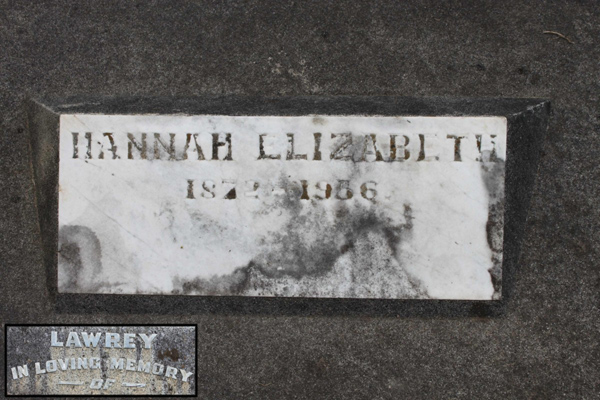 HANNAH ELIZABETH
1872 - 1956
LAWREY
IN LOVING MEMORY
— OF —